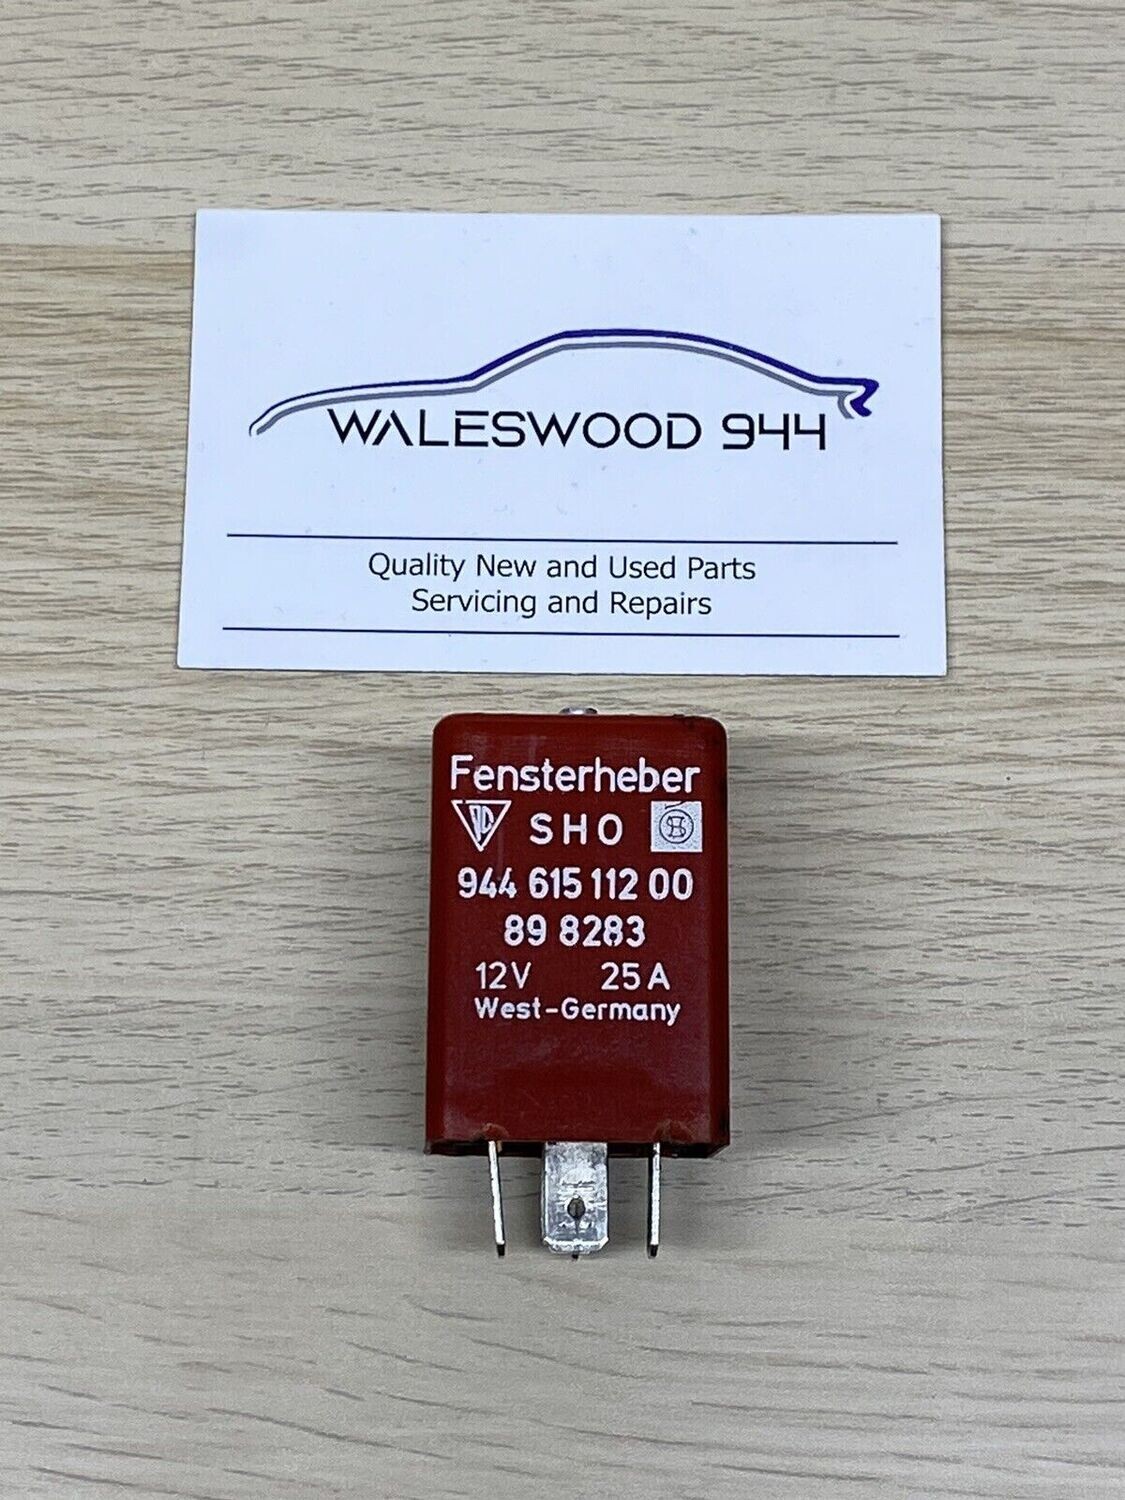 WALESWOOD 944
Quality New and Used Parts
Servicing and Repairs
Fensterheber
SHO
944 615 112 00
89 8283
12V 25A
West-Germany